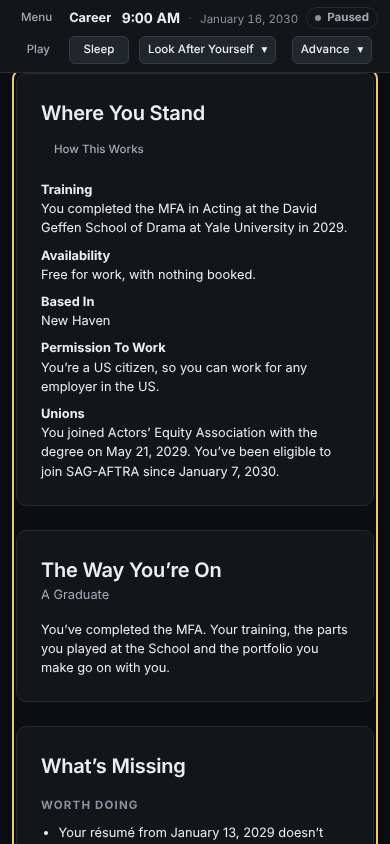 Menu Career 9:00 AM · January 16, 2030 Paused
Play Sleep Look After Yourself ▾ Advance ▾
Where You Stand
How This Works
Training
You completed the MFA in Acting at the David
Geffen School of Drama at Yale University in 2029.
Availability
Free for work, with nothing booked.
Based In
New Haven
Permission To Work
You’re a US citizen, so you can work for any
employer in the US.
Unions
You joined Actors’ Equity Association with the
degree on May 21, 2029. You’ve been eligible to
join SAG-AFTRA since January 7, 2030.
The Way You’re On
A Graduate
You’ve completed the MFA. Your training, the parts
you played at the School and the portfolio you
make go on with you.
What’s Missing
WORTH DOING
• Your résumé from January 13, 2029 doesn’t